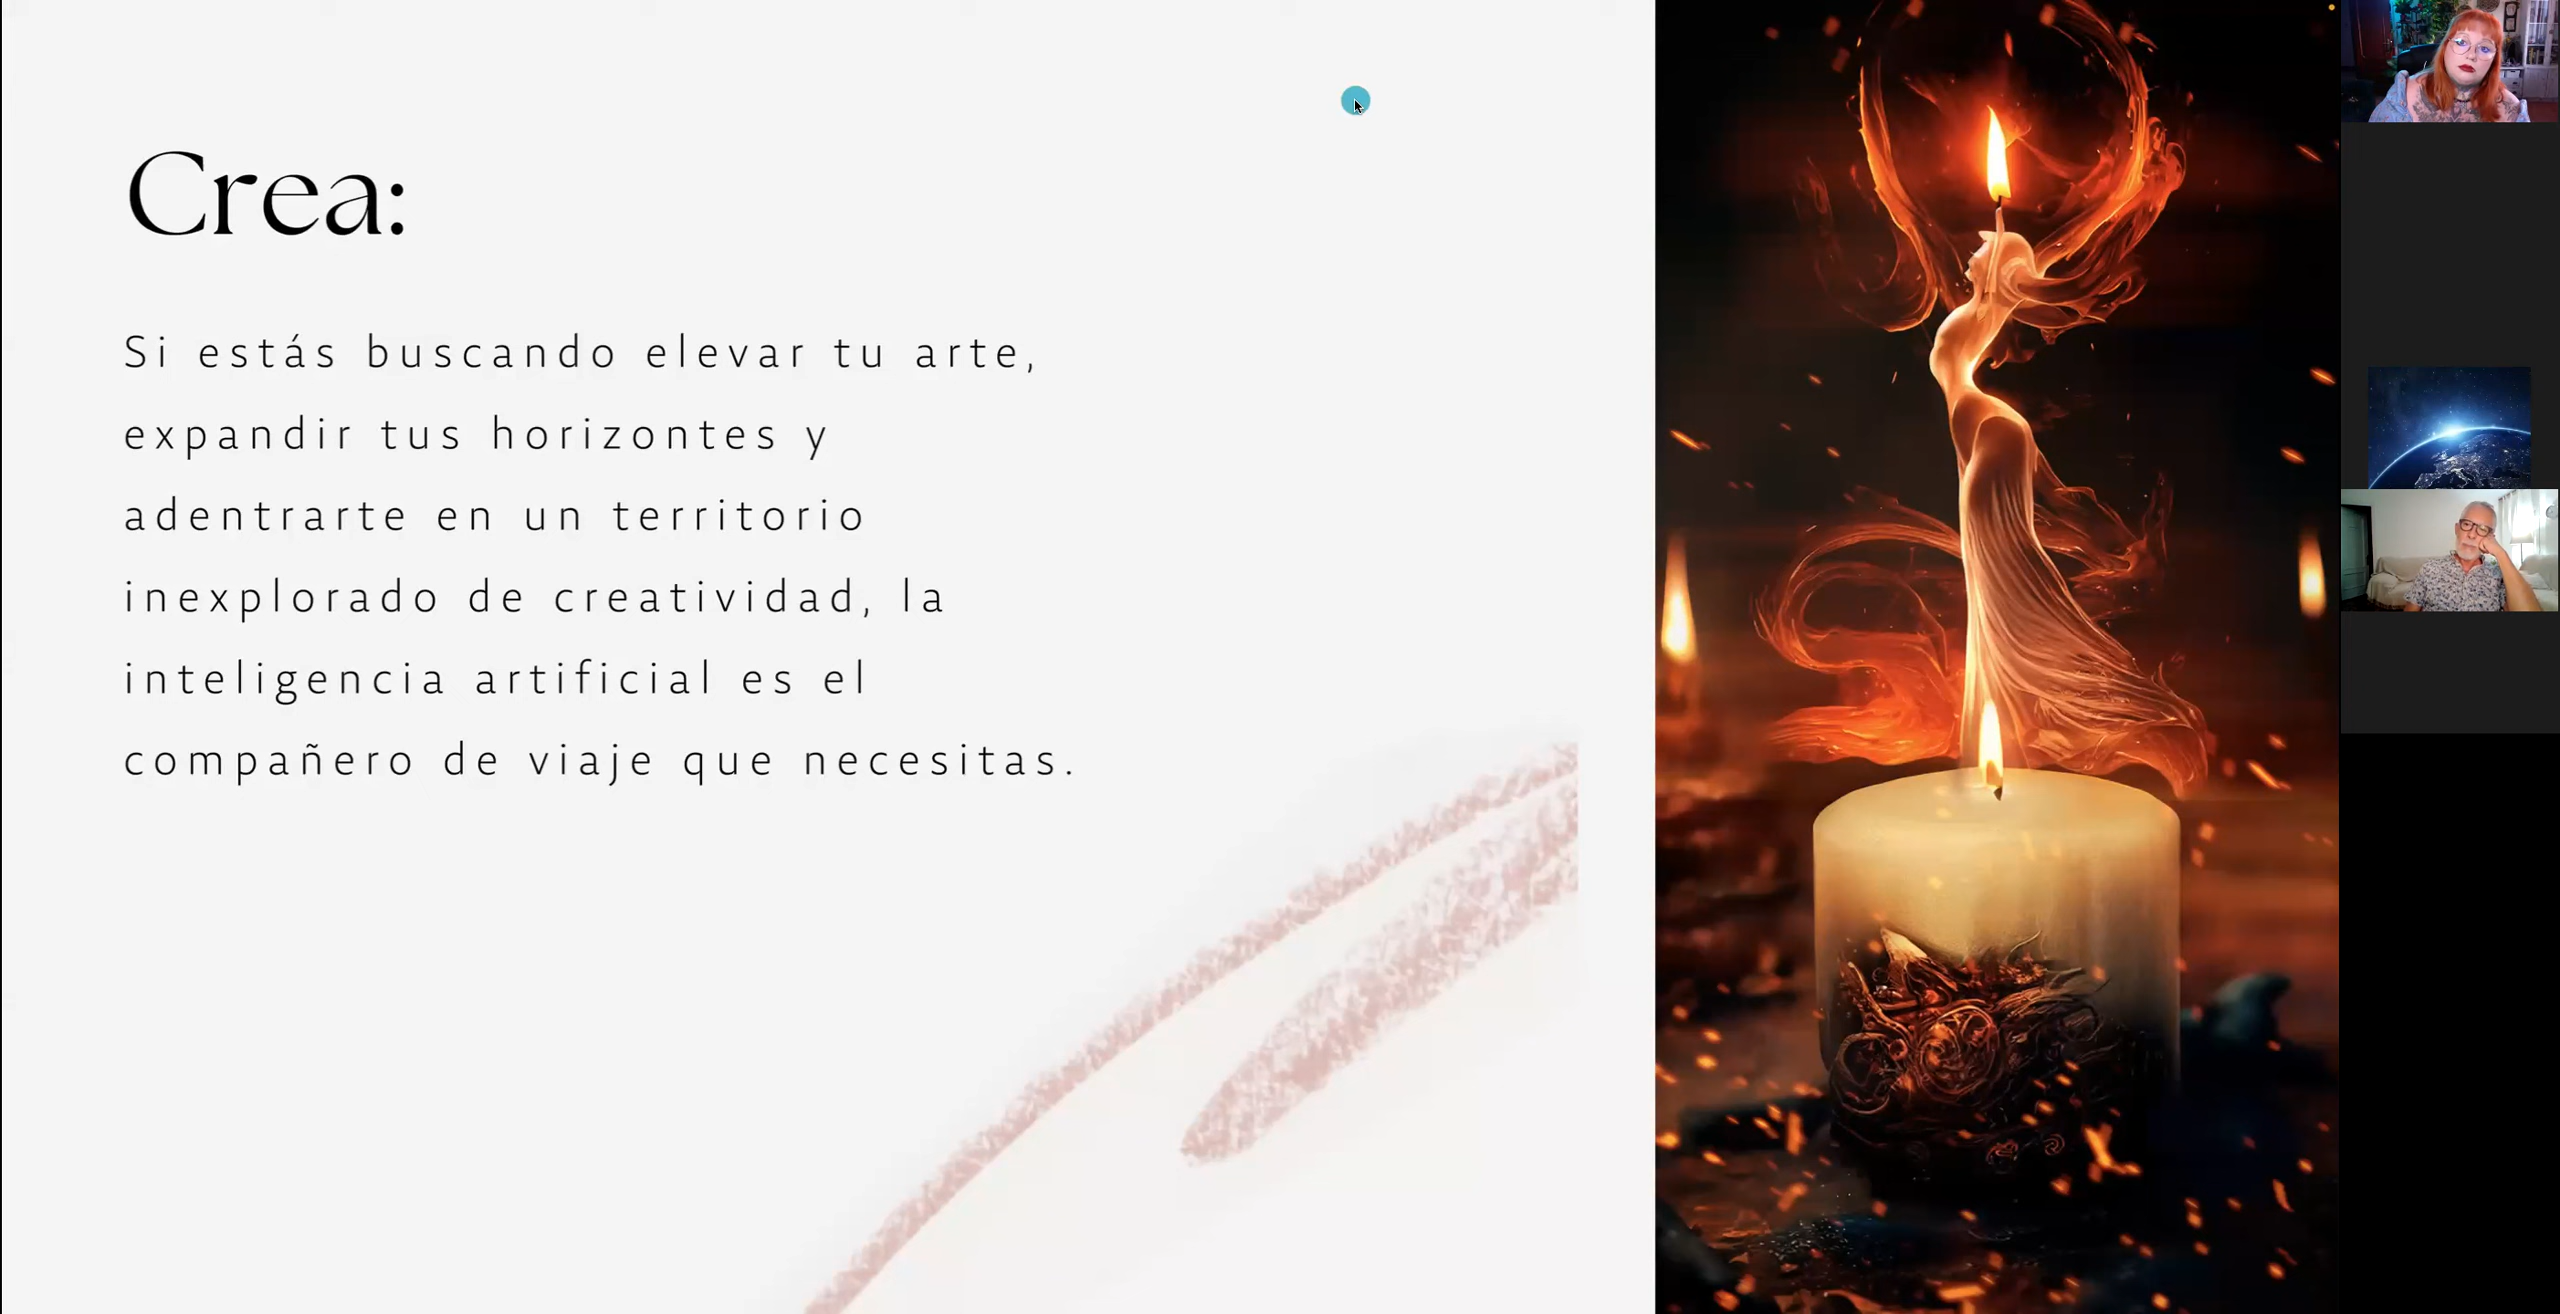 Crea:
Si estás buscando elevar tu arte,
expandir tus horizontes y
adentrarte en un territorio
inexplorado de creatividad, la
inteligencia artificial es el
compañero de viaje que necesitas.